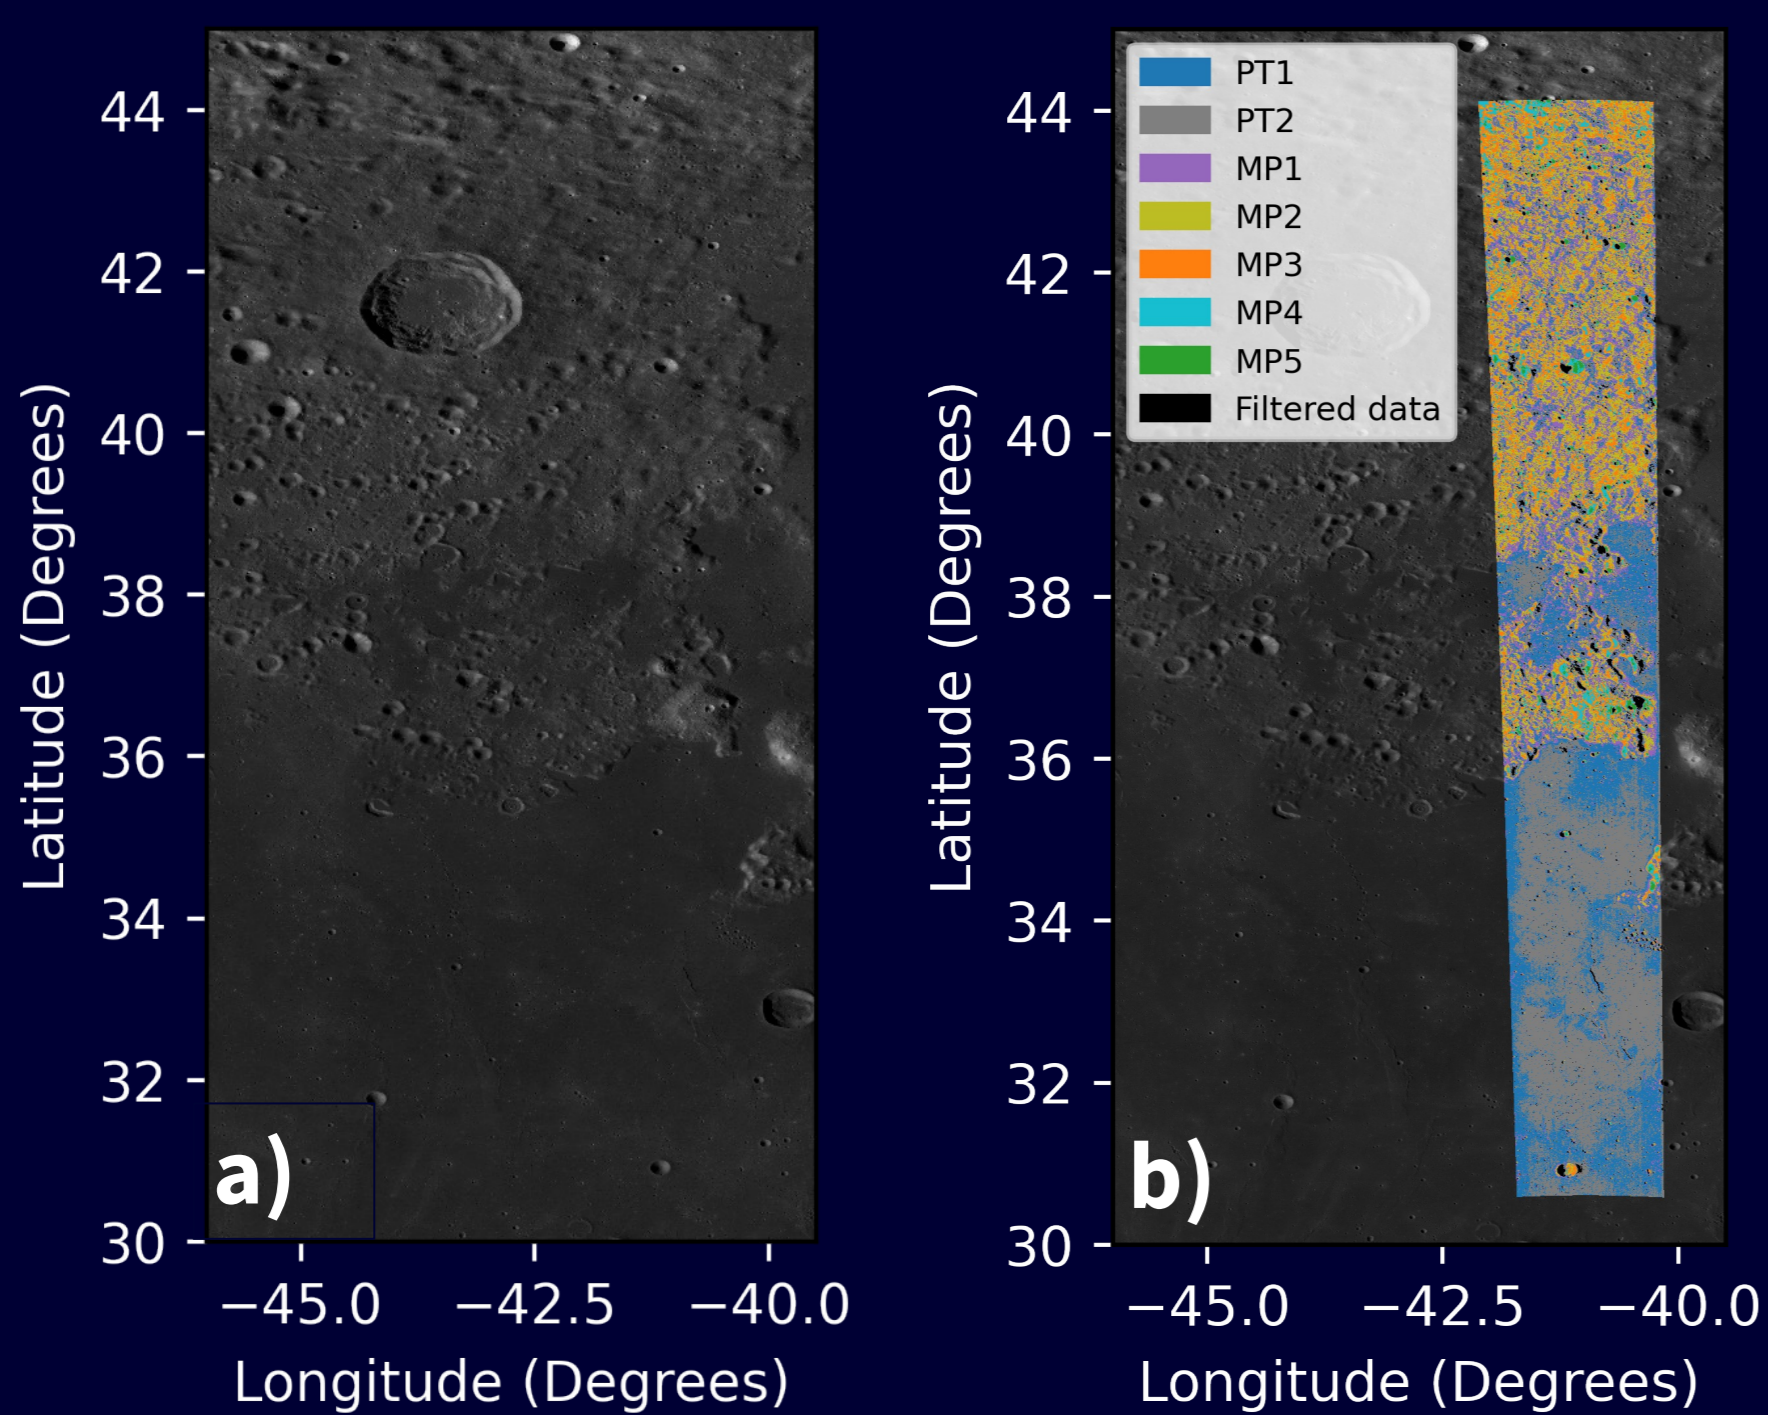 44
42
40
38
36
34
32
30
−45.0 −42.5 −40.0
Longitude (Degrees)
Latitude (Degrees)
a)
PT1
PT2
MP1
MP2
MP3
MP4
MP5
Filtered data
44
42
40
38
36
34
32
30
−45.0 −42.5 −40.0
Longitude (Degrees)
Latitude (Degrees)
b)